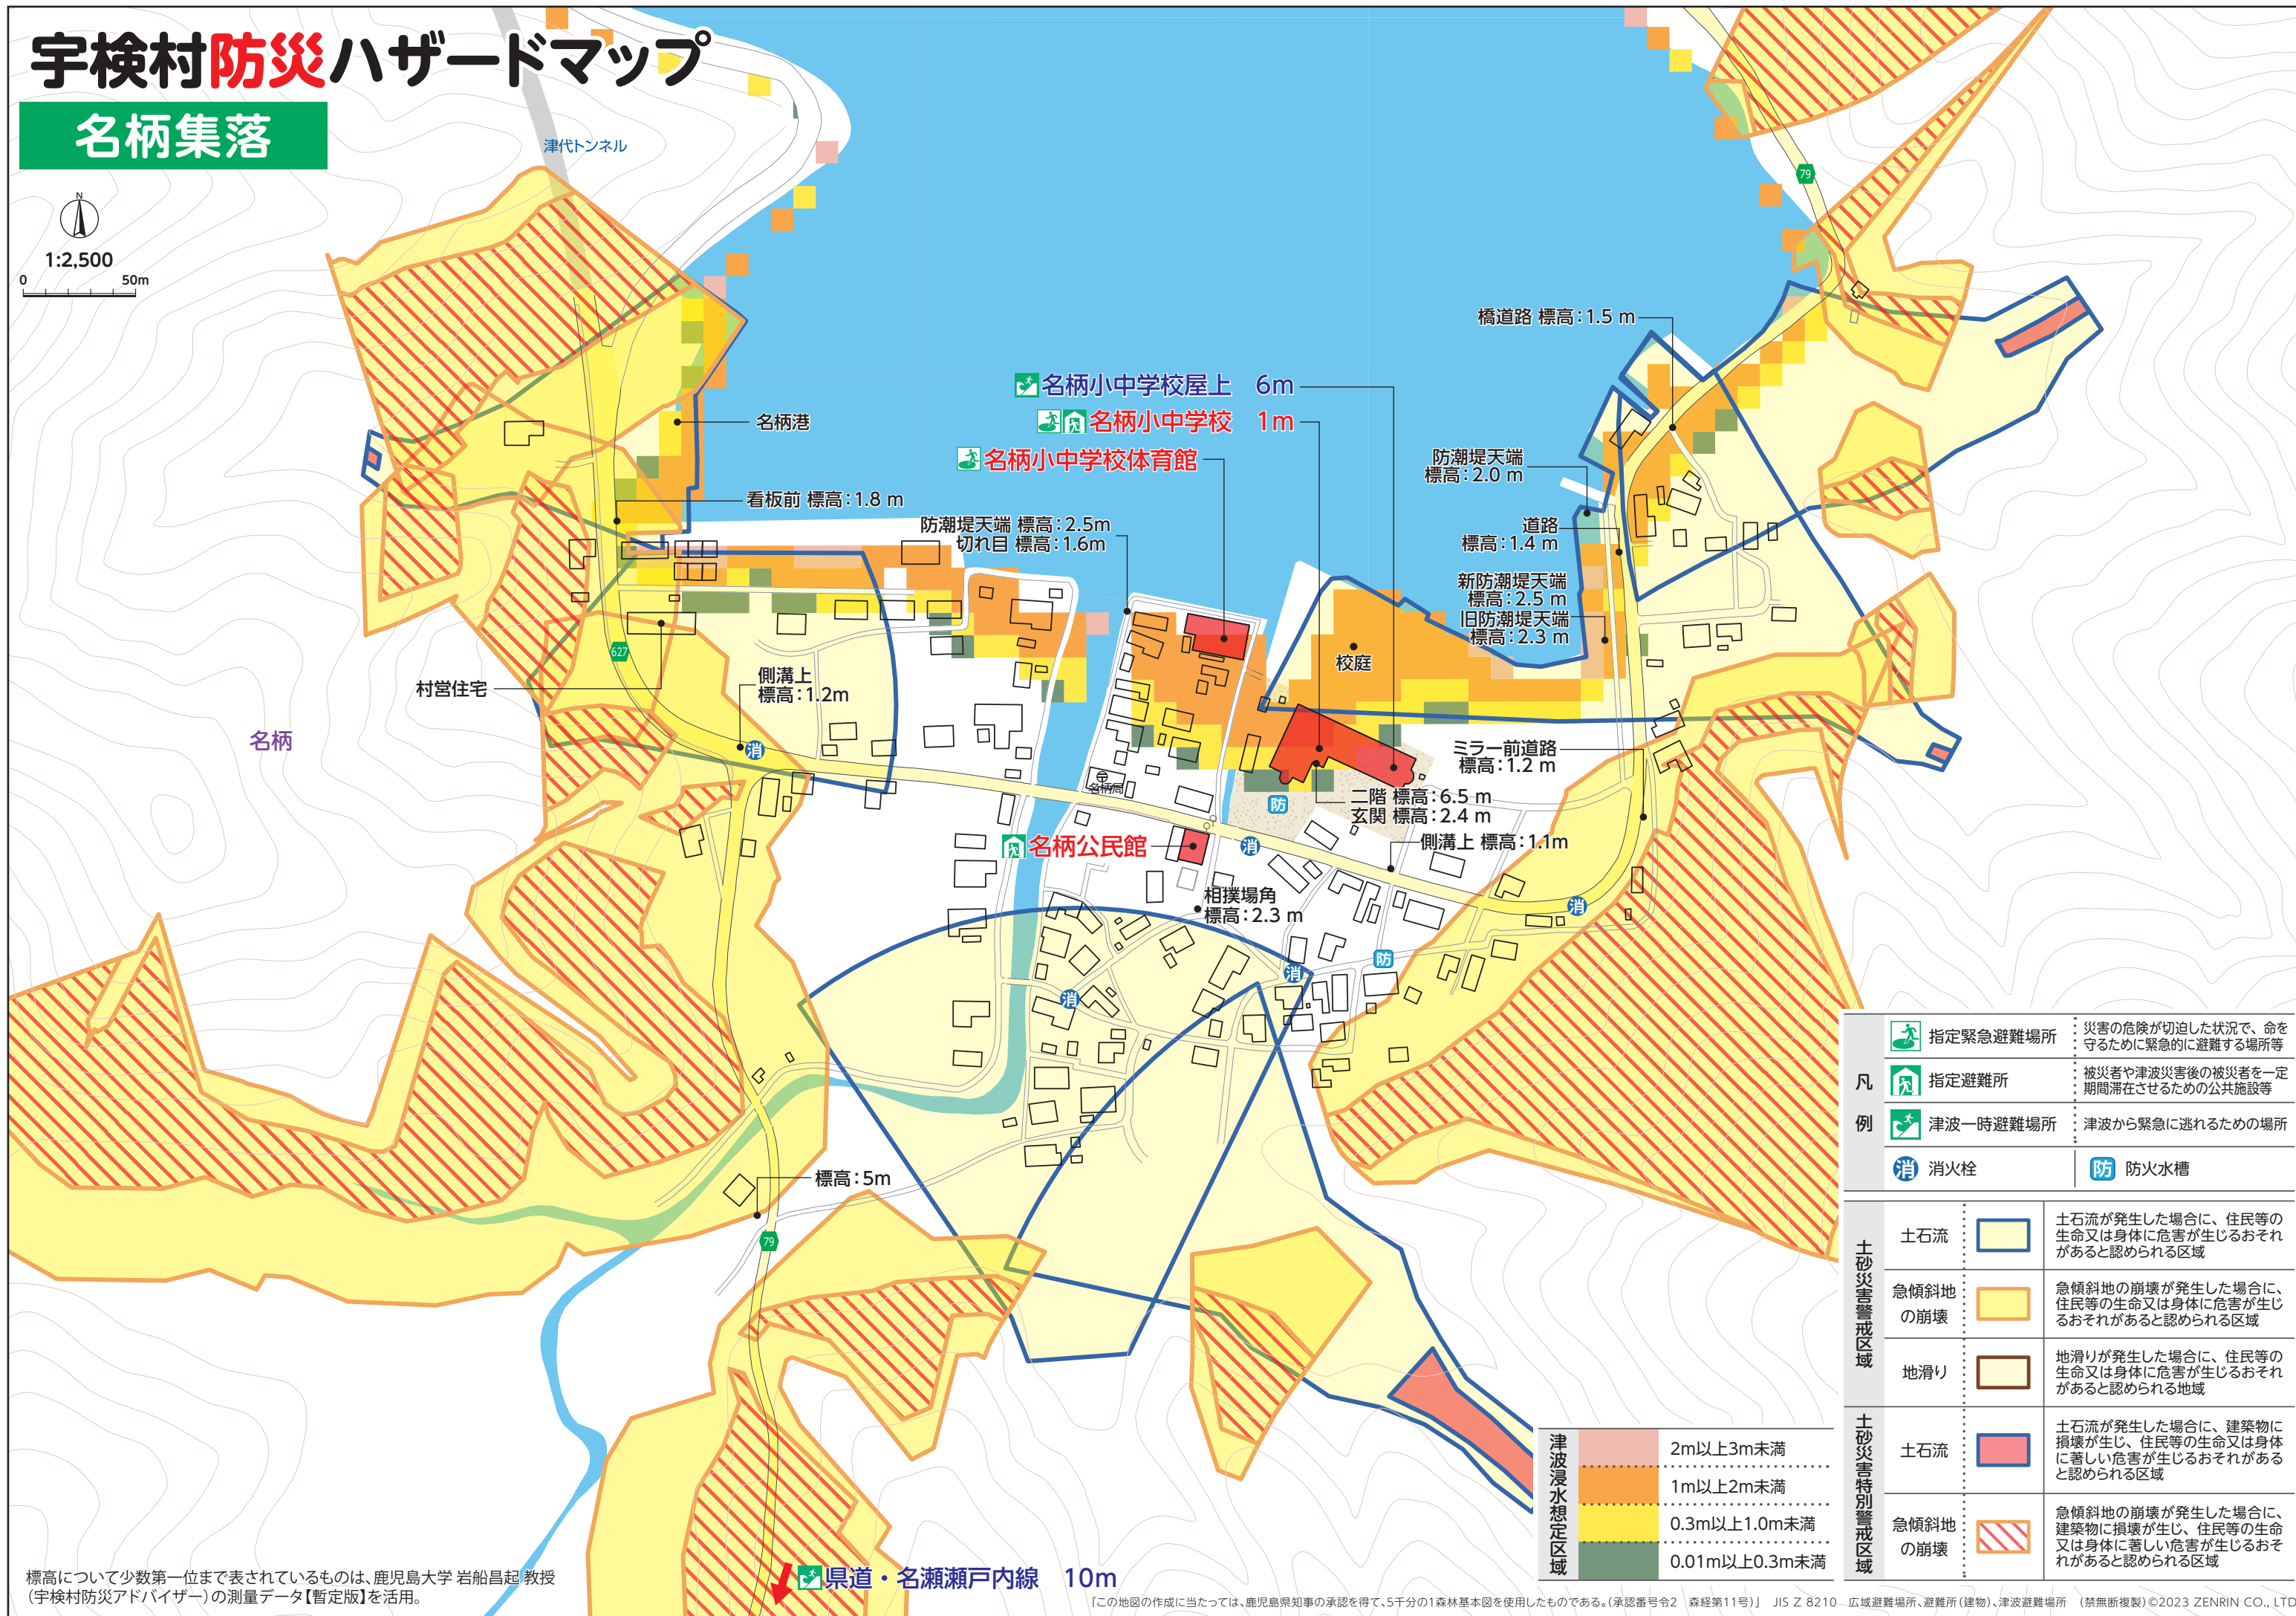 宇検村防災ハザードマップ
名柄集落
N
1:2,500
0 50m
津代トンネル
79
橋道路 標高：1.5 m
名柄小中学校屋上 6m
名柄小中学校 1m
名柄小中学校体育館
名柄港
看板前 標高：1.8 m
防潮堤天端
標高：2.0 m
防潮堤天端 標高：2.5m
切れ目 標高：1.6m
道路
標高：1.4 m
新防潮堤天端
標高：2.5 m
旧防潮堤天端
標高：2.3 m
校庭
627
村営住宅
側溝上
標高：1.2m
消
名柄
ミラー前道路
標高：1.2 m
名柄局
二階 標高：6.5 m
玄関 標高：2.4 m
防
名柄公民館
消
側溝上 標高：1.1m
相撲場角
標高：2.3 m
消
防
消
消
標高：5m
79
県道・名瀬瀬戸内線 10m
凡例
指定緊急避難場所
災害の危険が切迫した状況で、命を
守るために緊急的に避難する場所等
指定避難所
被災者や津波災害後の被災者を一定
期間滞在させるための公共施設等
津波一時避難場所
津波から緊急に逃れるための場所
消 消火栓
防 防火水槽
土砂災害警戒区域
土石流
土石流が発生した場合に、住民等の
生命又は身体に危害が生じるおそれ
があると認められる区域
急傾斜地
の崩壊
急傾斜地の崩壊が発生した場合に、
住民等の生命又は身体に危害が生じ
るおそれがあると認められる区域
地滑り
地滑りが発生した場合に、住民等の
生命又は身体に危害が生じるおそれ
があると認められる地域
土砂災害特別警戒区域
土石流
土石流が発生した場合に、建築物に
損壊が生じ、住民等の生命又は身体
に著しい危害が生じるおそれがある
と認められる区域
急傾斜地
の崩壊
急傾斜地の崩壊が発生した場合に、
建築物に損壊が生じ、住民等の生命
又は身体に著しい危害が生じるおそ
れがあると認められる区域
津波浸水想定区域
2m以上3m未満
1m以上2m未満
0.3m以上1.0m未満
0.01m以上0.3m未満
標高について少数第一位まで表されているものは、鹿児島大学 岩船昌起 教授
（宇検村防災アドバイザー）の測量データ【暫定版】を活用。
「この地図の作成に当たっては、鹿児島県知事の承認を得て、5千分の1森林基本図を使用したものである。（承認番号令2 森経第11号）」 JIS Z 8210 広域避難場所、避難所（建物）、津波避難場所 （禁無断複製）©2023 ZENRIN CO., LTD